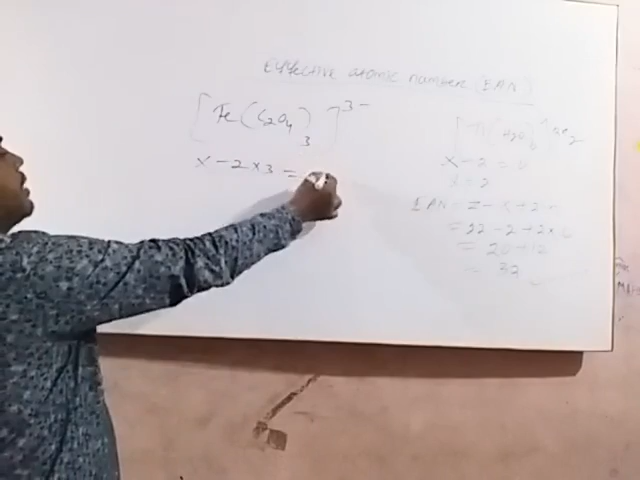 Effective atomic number (EAN)
[Fe(C2O4)3]3-
x - 2 × 3 =
x - 2 = 0
x = 2
EAN = Z - x + 2
= 22 - 2 + 2 × 6
= 20 + 12
= 32